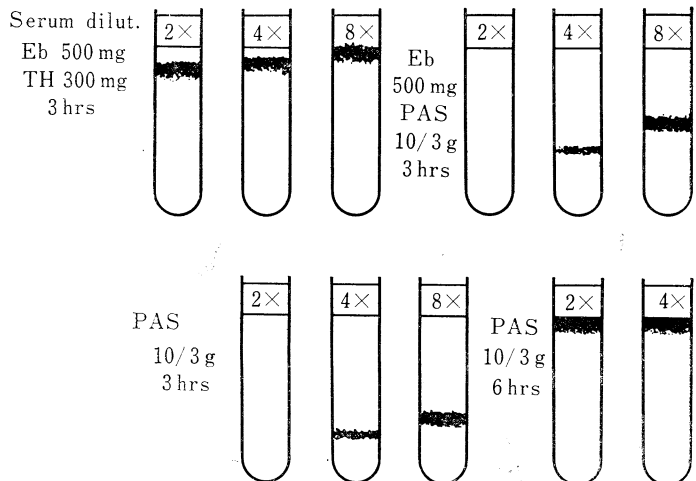 Serum dilut.
Eb 500 mg
TH 300 mg
3 hrs
2×
4×
8×
Eb
500 mg
PAS
10/3 g
3 hrs
2×
4×
8×
PAS
10/3 g
3 hrs
2×
4×
8×
PAS
10/3 g
6 hrs
2×
4×